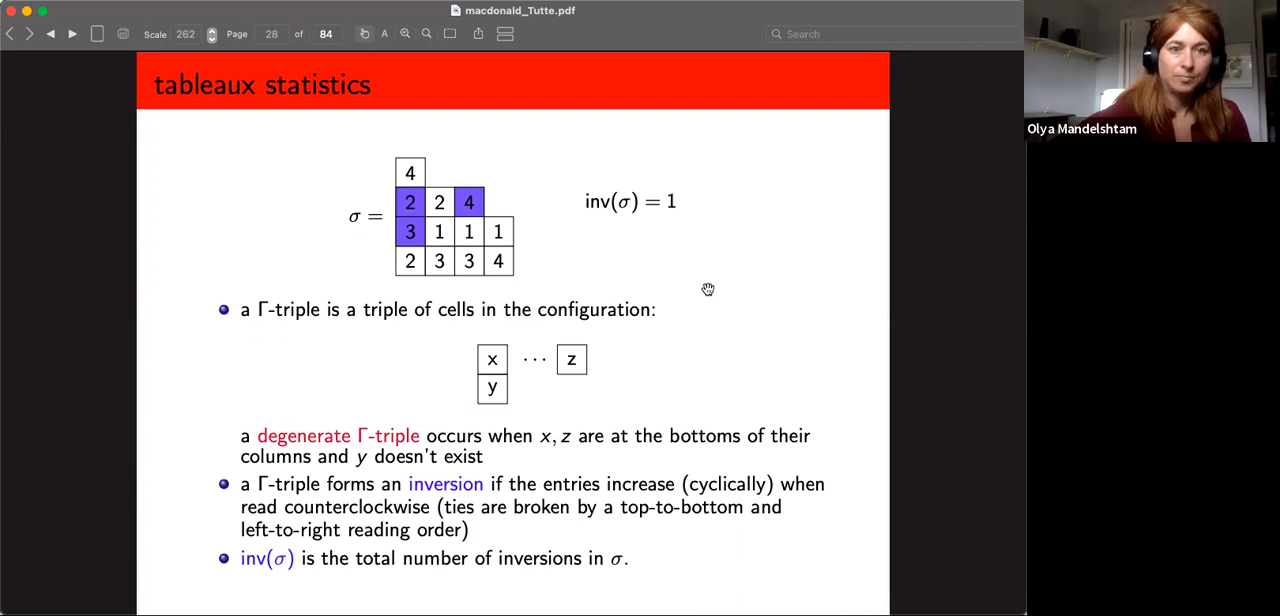 macdonald_Tutte.pdf
Scale 262 Page 28 of 84 A Search
tableaux statistics
4
2 2 4
σ = 3 1 1 1
2 3 3 4
inv(σ) = 1
a Γ-triple is a triple of cells in the configuration:
x ··· z
y
a degenerate Γ-triple occurs when x, z are at the bottoms of their
columns and y doesn't exist
a Γ-triple forms an inversion if the entries increase (cyclically) when
read counterclockwise (ties are broken by a top-to-bottom and
left-to-right reading order)
inv(σ) is the total number of inversions in σ.
Olya Mandelshtam